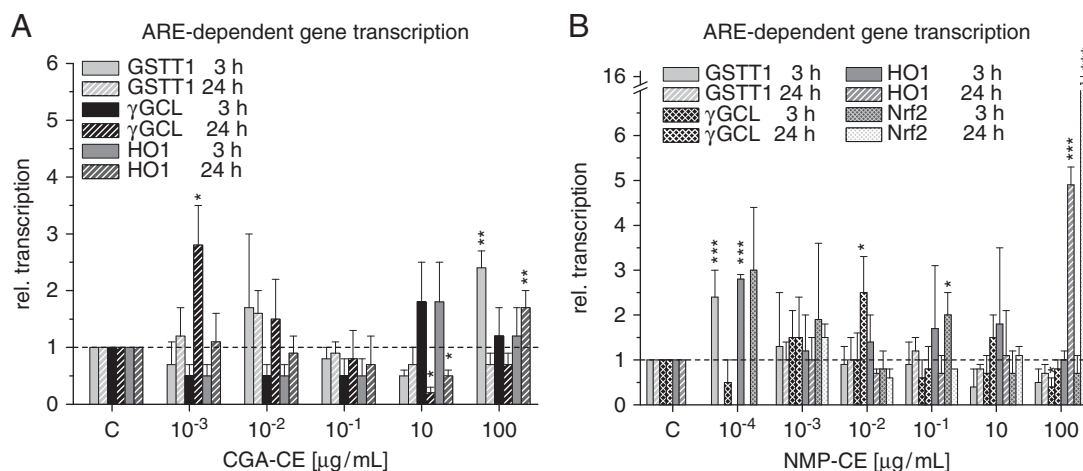 A
ARE-dependent gene transcription
rel. transcription
6
5
4
3
2
1
0
GSTT1 3 h
GSTT1 24 h
γGCL 3 h
γGCL 24 h
HO1 3 h
HO1 24 h
*
*
*
**
**
C 10⁻³ 10⁻² 10⁻¹ 10 100
CGA-CE [μg/mL]
B
ARE-dependent gene transcription
rel. transcription
16
6
5
4
3
2
1
0
GSTT1 3 h
GSTT1 24 h
γGCL 3 h
γGCL 24 h
HO1 3 h
HO1 24 h
Nrf2 3 h
Nrf2 24 h
***
***
*
*
*
***
C 10⁻⁴ 10⁻³ 10⁻² 10⁻¹ 10 100
NMP-CE [μg/mL]